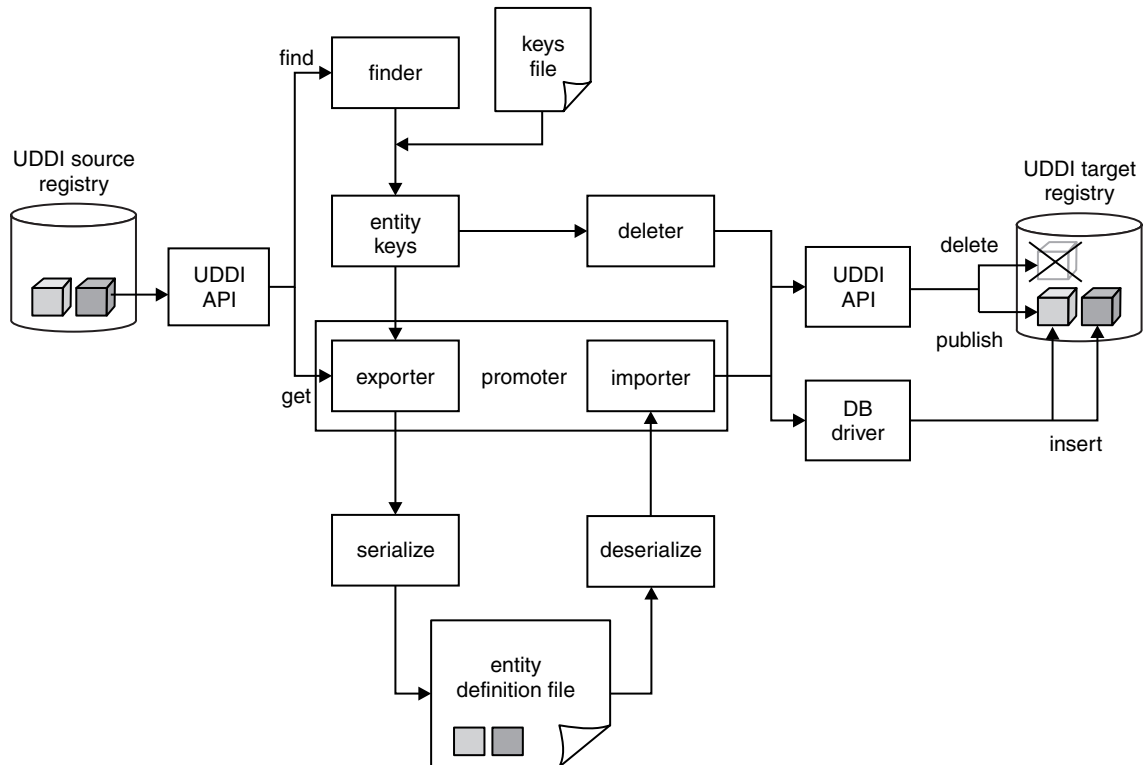 find
finder
keys
file
UDDI source
registry
UDDI target
registry
entity
keys
deleter
delete
UDDI
API
UDDI
API
publish
get
exporter
promoter
importer
DB
driver
insert
serialize
deserialize
entity
definition file